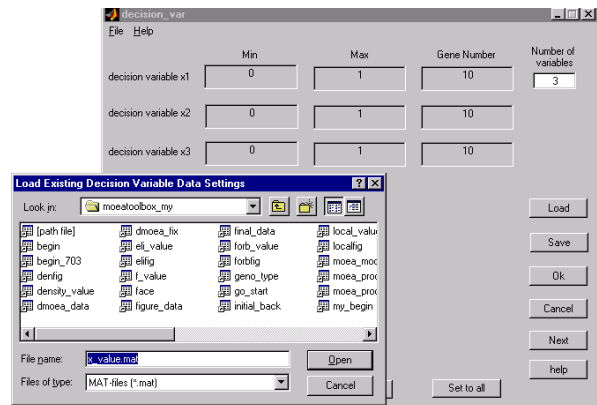 decision_var
File Help
Min Max Gene Number Number of variables
decision variable x1 0 1 10 3
decision variable x2 0 1 10
decision variable x3 0 1 10
Load Existing Decision Variable Data Settings
Look in: moeatoolbox_my
[path file] dmoea_fix final_data local_valu
begin eli_value forb_value localfig
begin_703 elifig forbfig moea_moc
denfig f_value geno_type moea_proc
density_value face go_start moea_proc
dmoea_data figure_data initial_back my_begin
File name: x_value.mat Open
Files of type: MAT-files (*.mat) Cancel
Load
Save
Ok
Cancel
Next
help
Set to all